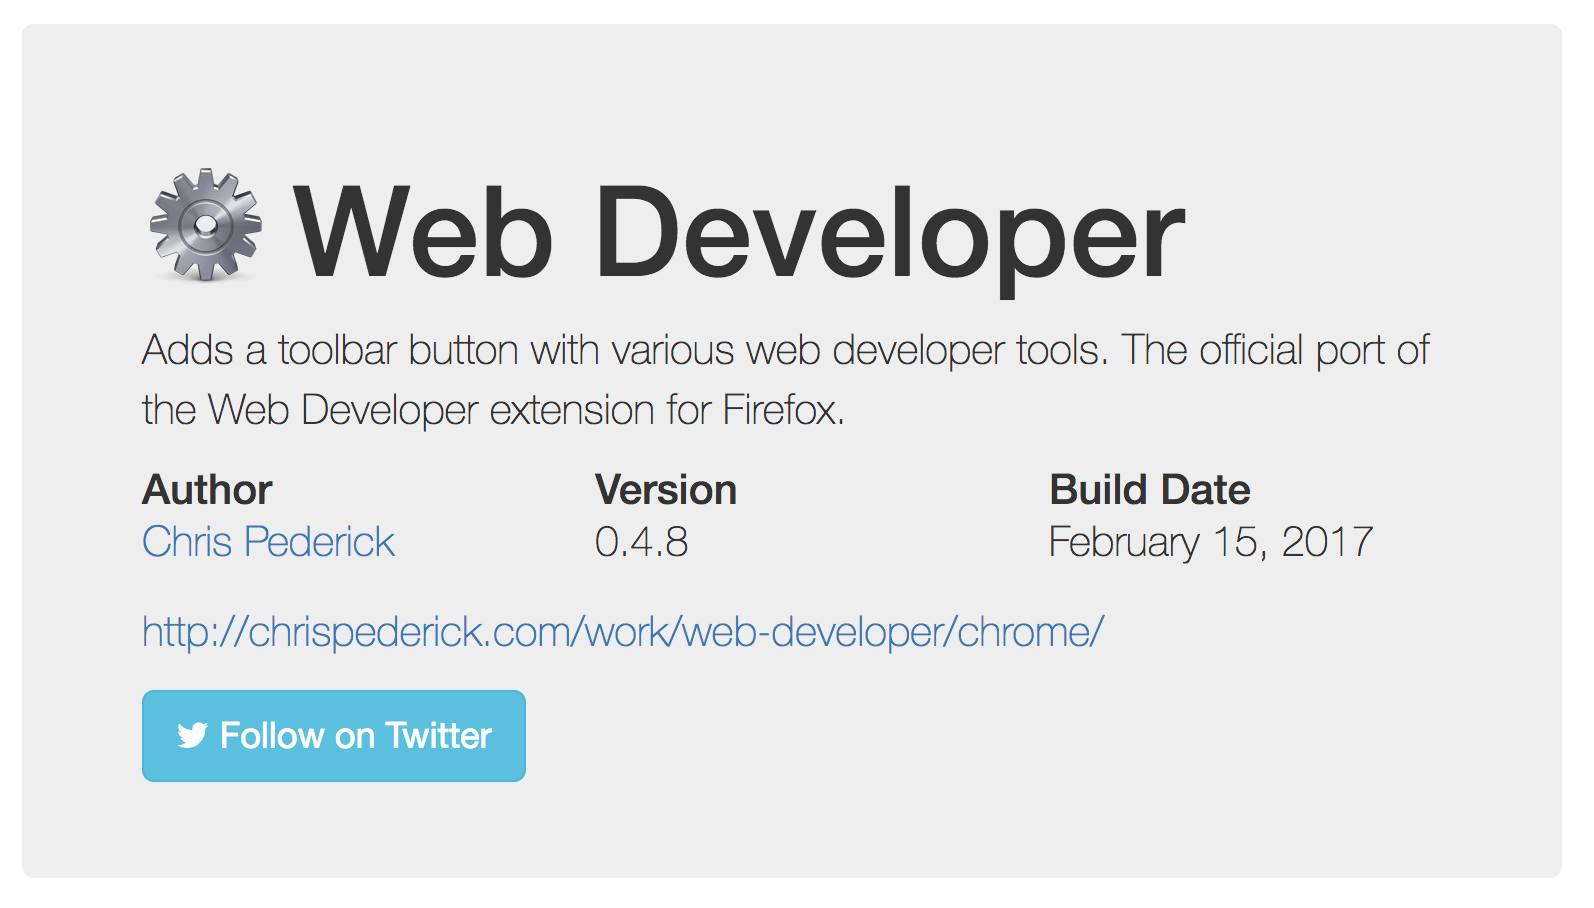 Web Developer
Adds a toolbar button with various web developer tools. The official port of
the Web Developer extension for Firefox.
Author
Chris Pederick
Version
0.4.8
Build Date
February 15, 2017
http://chrispederick.com/work/web-developer/chrome/
Follow on Twitter